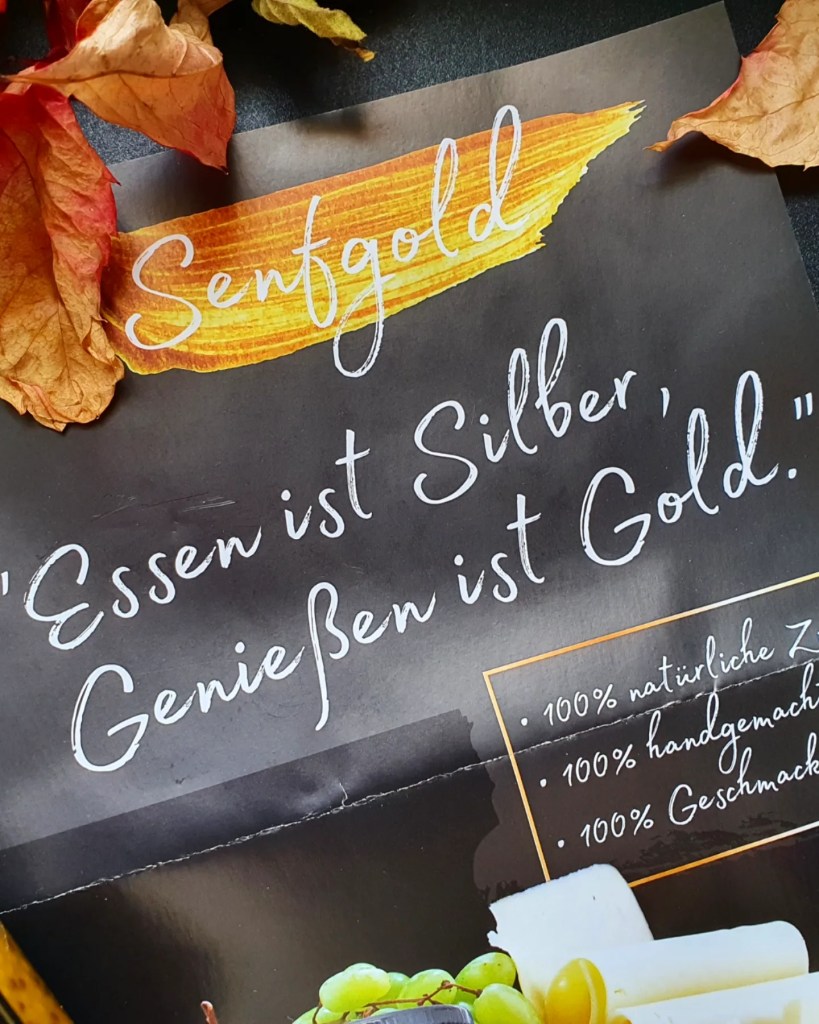 Senfgold
"Essen ist Silber,
Genießen ist Gold."
• 100% natürliche
• 100% handgemacht
• 100% Geschmack